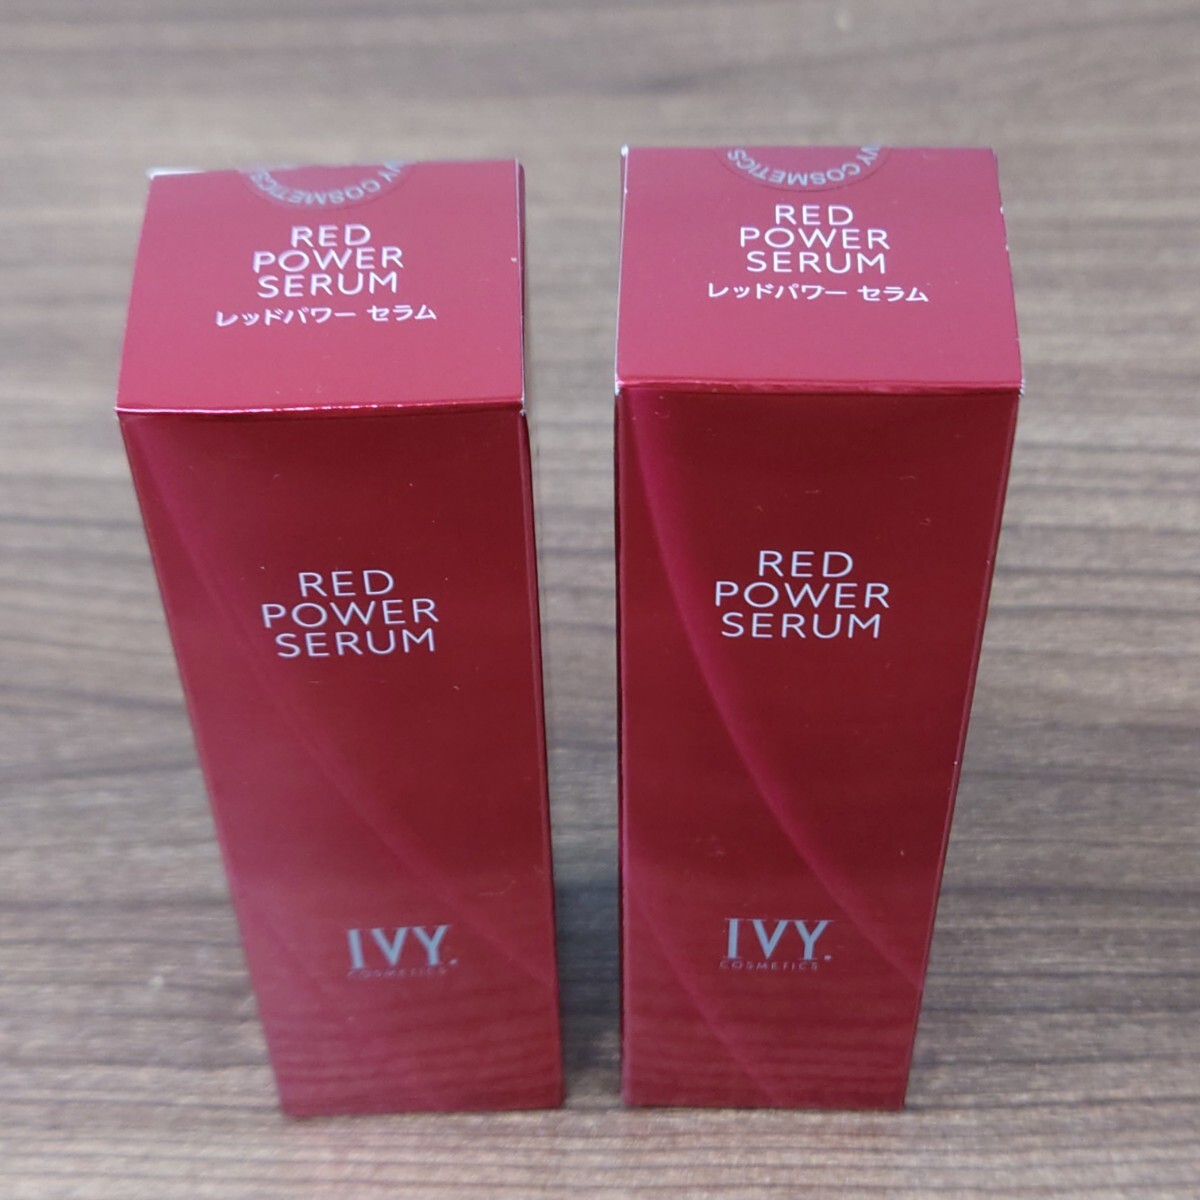 IVY COSMETICS
RED
POWER
SERUM
レッドパワー セラム
RED
POWER
SERUM
IVY.
COSMETICS
IVY COSMETICS
RED
POWER
SERUM
レッドパワー セラム
RED
POWER
SERUM
IVY.
COSMETICS